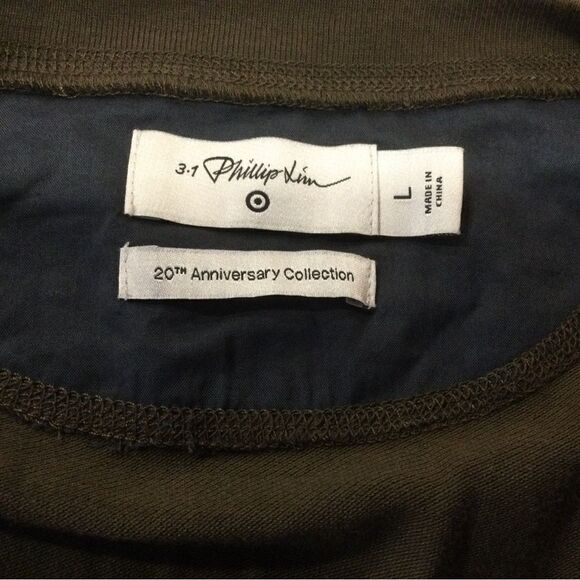 3.1 Phillip Lim
L
MADE IN
CHINA
20TH Anniversary Collection